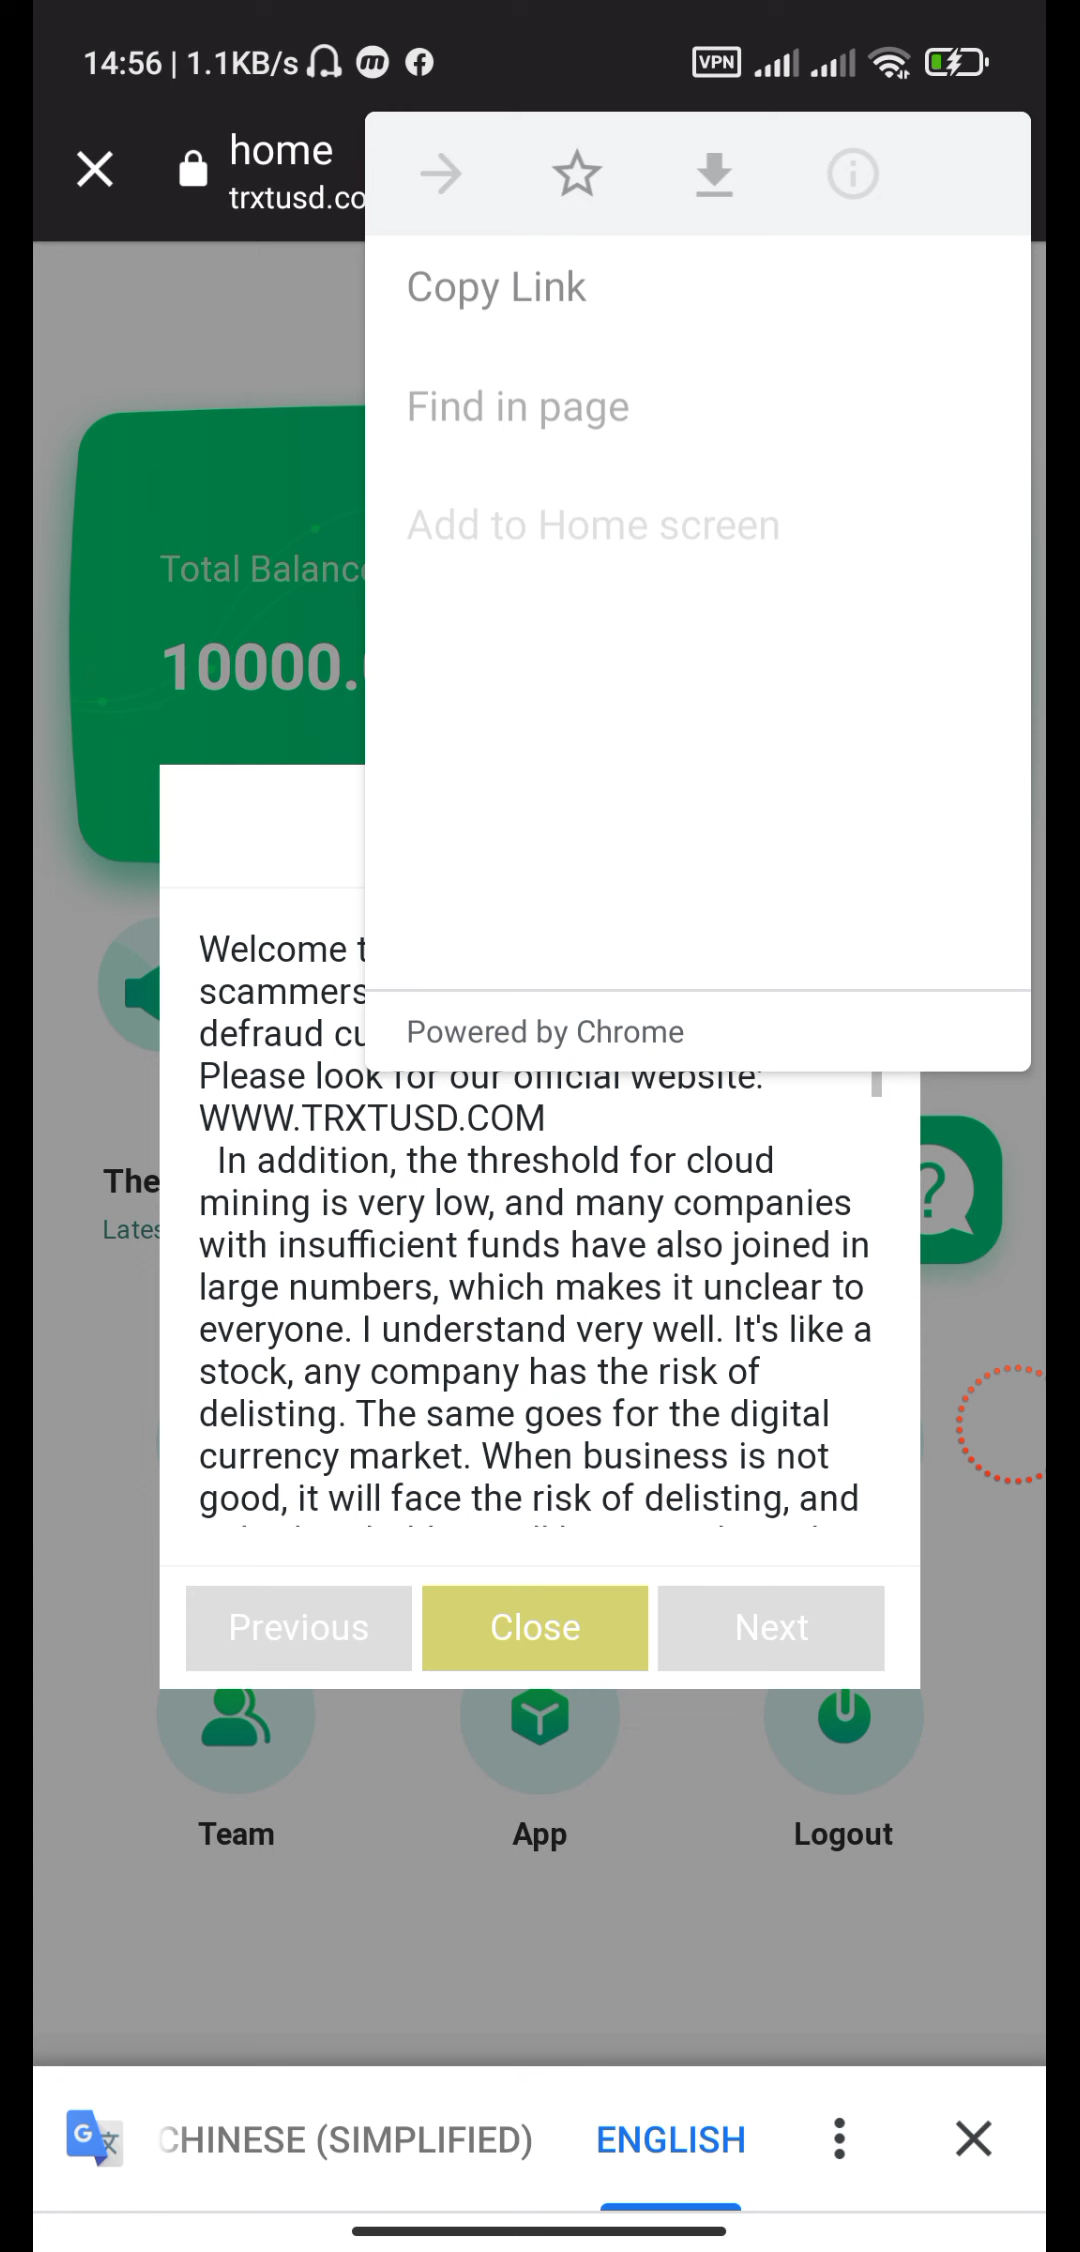 14:56 | 1.1KB/s
VPN
home
trxtusd.co
Copy Link
Find in page
Add to Home screen
Total Balance
10000.
Powered by Chrome
Welcome t
scammers
defraud cu
Please look for our official website:
WWW.TRXTUSD.COM
In addition, the threshold for cloud
mining is very low, and many companies
with insufficient funds have also joined in
large numbers, which makes it unclear to
everyone. I understand very well. It's like a
stock, any company has the risk of
delisting. The same goes for the digital
currency market. When business is not
good, it will face the risk of delisting, and
The
Lates
?
Previous
Close
Next
Team
App
Logout
G文
CHINESE (SIMPLIFIED)
ENGLISH